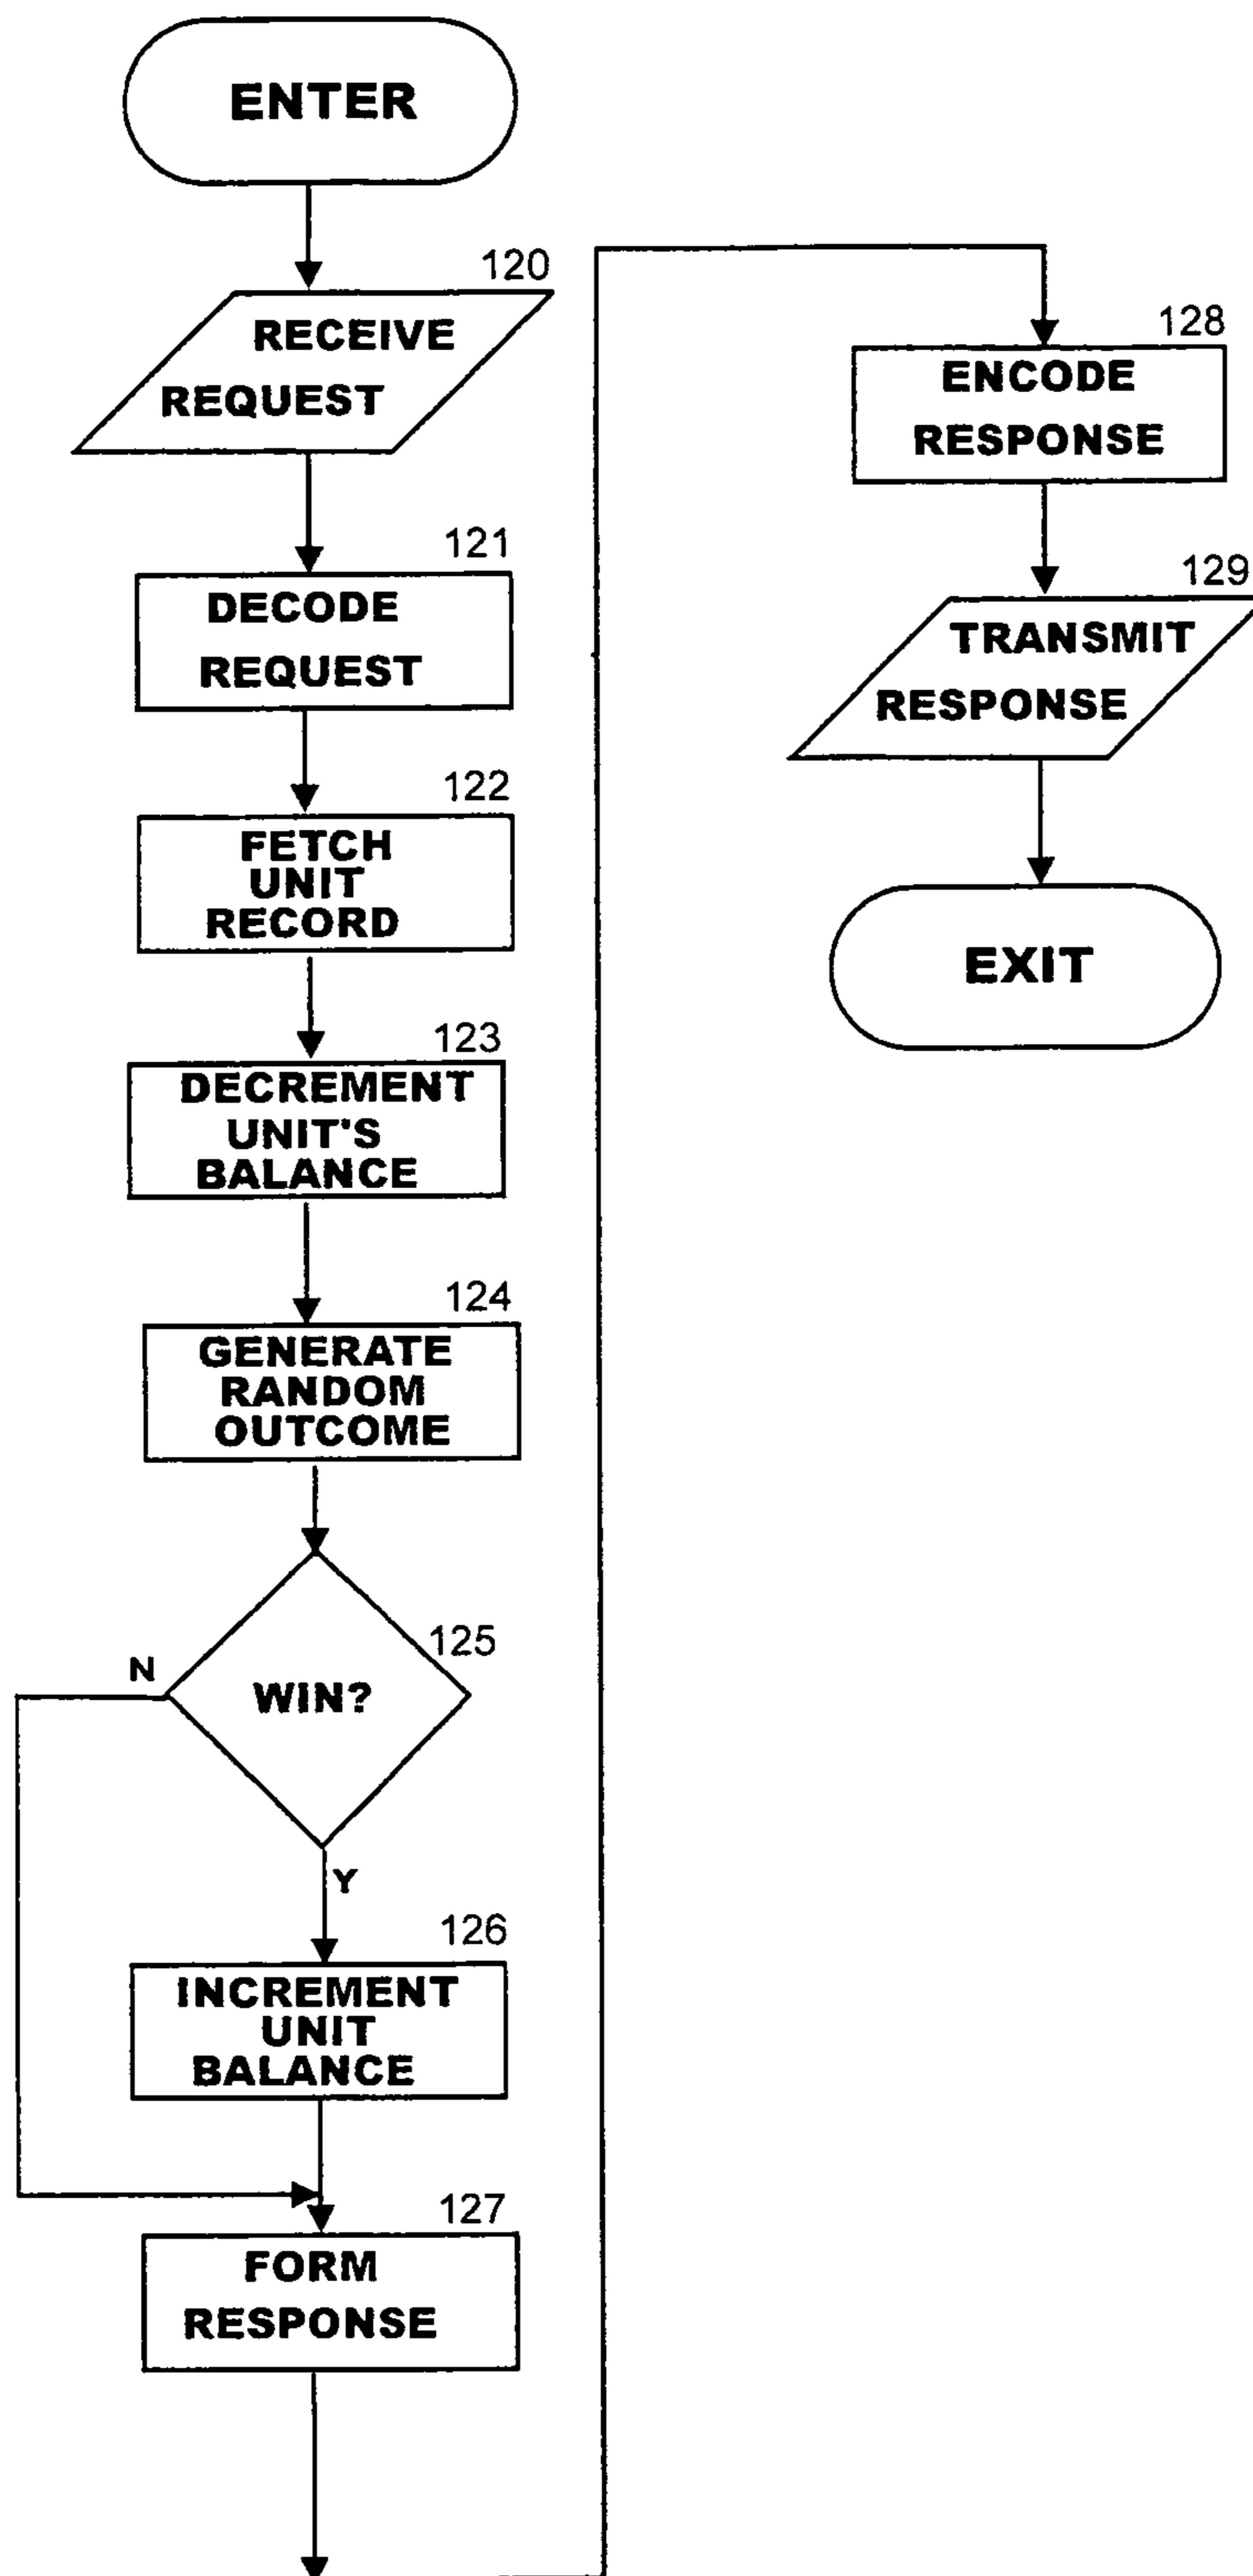 ENTER
120
RECEIVE
REQUEST
121
DECODE
REQUEST
122
FETCH
UNIT
RECORD
123
DECREMENT
UNIT'S
BALANCE
124
GENERATE
RANDOM
OUTCOME
125
N
WIN?
Y
126
INCREMENT
UNIT
BALANCE
127
FORM
RESPONSE
128
ENCODE
RESPONSE
129
TRANSMIT
RESPONSE
EXIT